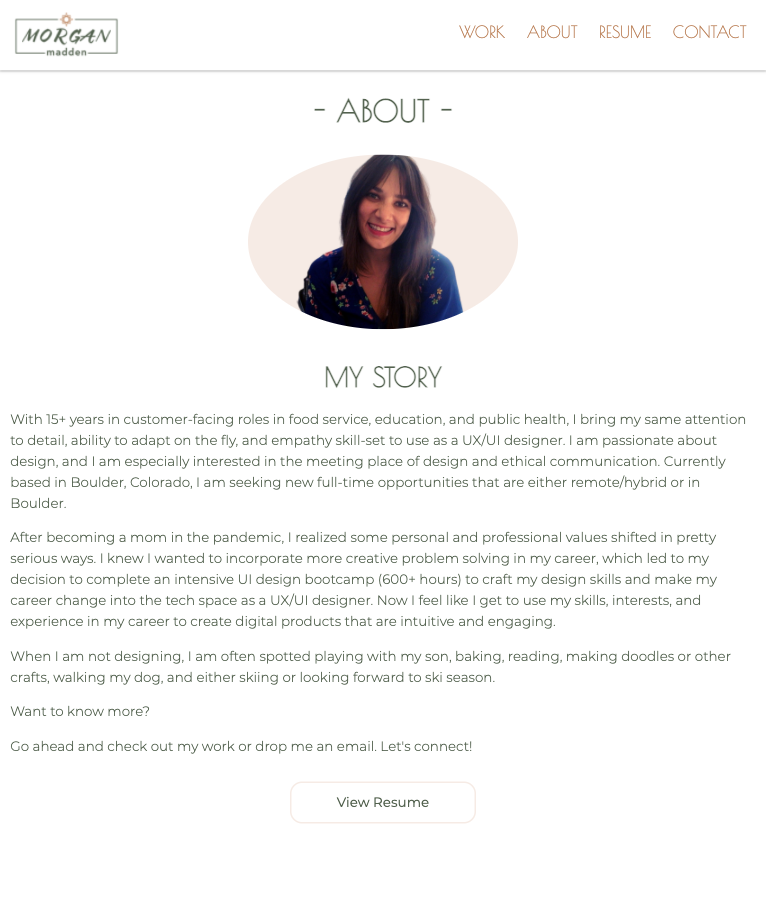 MORGAN
madden
WORK ABOUT RESUME CONTACT
- ABOUT -
MY STORY
With 15+ years in customer-facing roles in food service, education, and public health, I bring my same attention
to detail, ability to adapt on the fly, and empathy skill-set to use as a UX/UI designer. I am passionate about
design, and I am especially interested in the meeting place of design and ethical communication. Currently
based in Boulder, Colorado, I am seeking new full-time opportunities that are either remote/hybrid or in
Boulder.
After becoming a mom in the pandemic, I realized some personal and professional values shifted in pretty
serious ways. I knew I wanted to incorporate more creative problem solving in my career, which led to my
decision to complete an intensive UI design bootcamp (600+ hours) to craft my design skills and make my
career change into the tech space as a UX/UI designer. Now I feel like I get to use my skills, interests, and
experience in my career to create digital products that are intuitive and engaging.
When I am not designing, I am often spotted playing with my son, baking, reading, making doodles or other
crafts, walking my dog, and either skiing or looking forward to ski season.
Want to know more?
Go ahead and check out my work or drop me an email. Let's connect!
View Resume